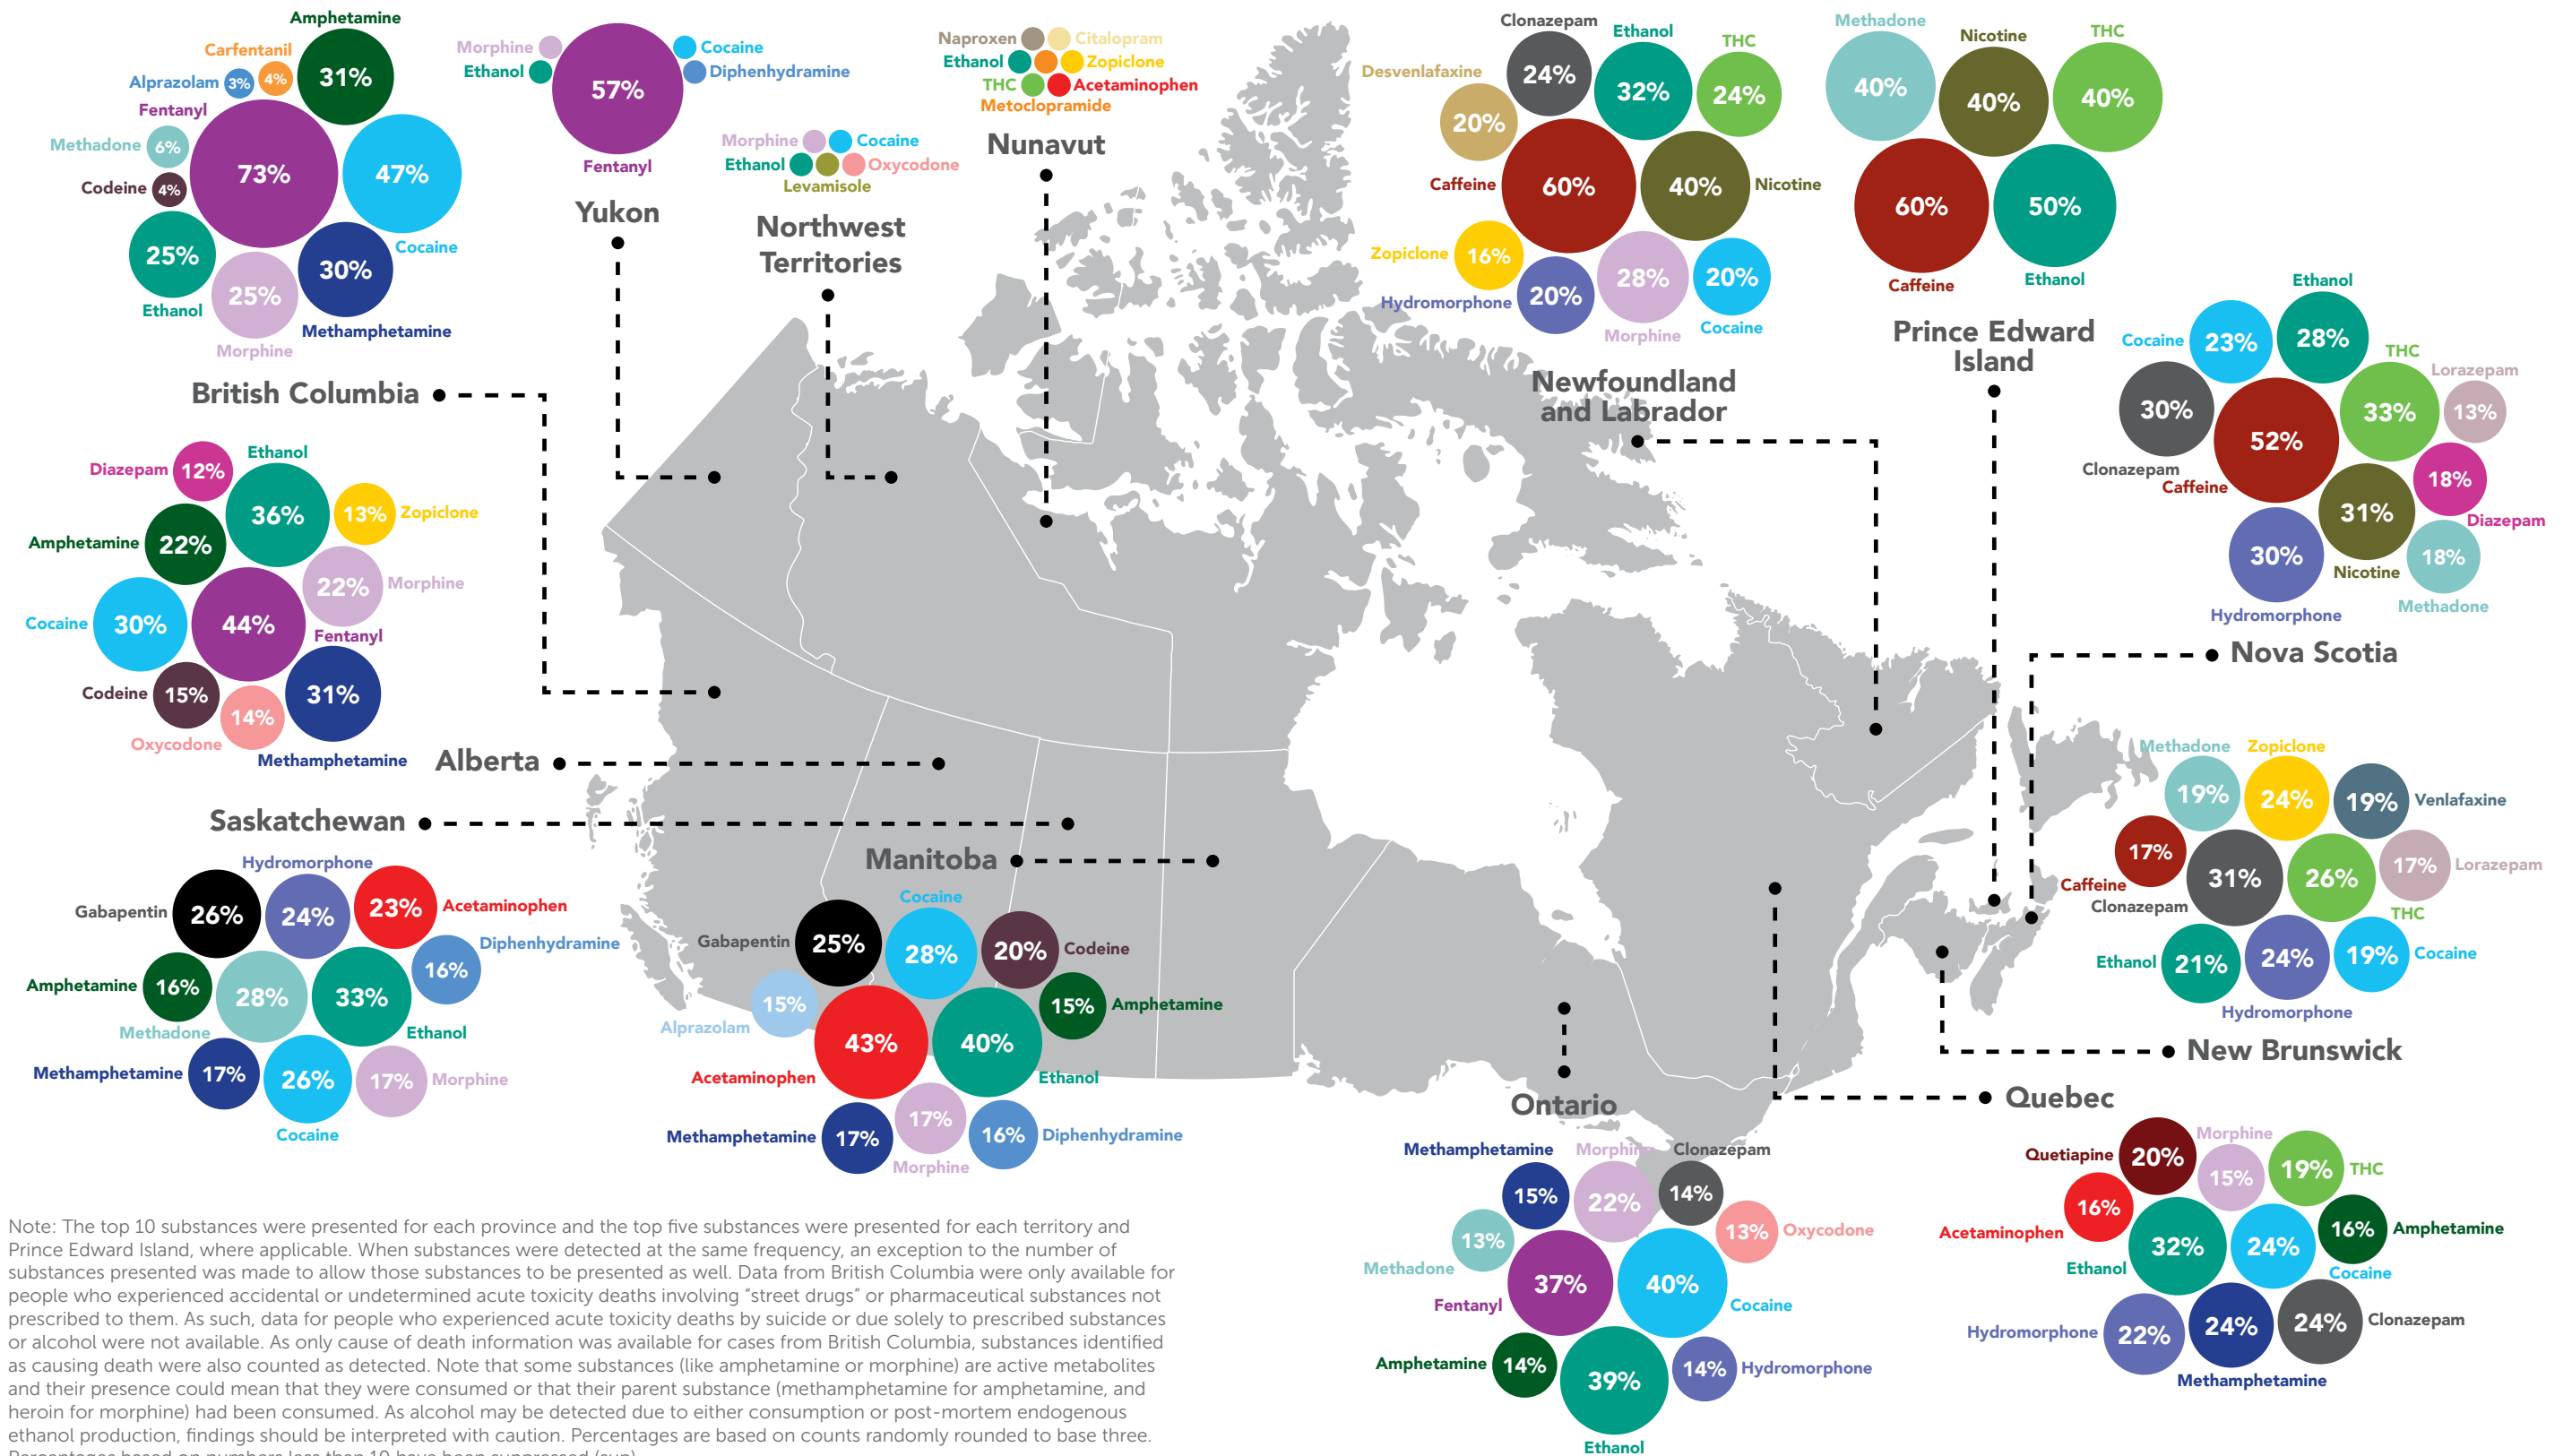 Amphetamine
31%
Carfentanil
4%
Alprazolam
3%
Fentanyl
73%
Methadone
6%
Codeine
4%
47%
Cocaine
25%
Ethanol
25%
Morphine
30%
Methamphetamine
British Columbia
Morphine
Ethanol
57%
Cocaine
Diphenhydramine
Fentanyl
Yukon
Morphine
Cocaine
Ethanol
Oxycodone
Levamisole
Northwest
Territories
Naproxen
Citalopram
Ethanol
Zopiclone
THC
Acetaminophen
Metoclopramide
Nunavut
Clonazepam
24%
Ethanol
32%
THC
24%
Desvenlafaxine
20%
Caffeine
60%
40%
Nicotine
Zopiclone
16%
Hydromorphone
20%
28%
Morphine
20%
Cocaine
Newfoundland
and Labrador
Methadone
40%
Nicotine
40%
THC
40%
60%
Caffeine
50%
Ethanol
Prince Edward
Island
Ethanol
28%
Cocaine
23%
THC
33%
Lorazepam
13%
30%
Clonazepam
52%
Caffeine
18%
Diazepam
31%
Nicotine
30%
Hydromorphone
18%
Methadone
Nova Scotia
Diazepam
12%
Ethanol
36%
13%
Zopiclone
Amphetamine
22%
22%
Morphine
Cocaine
30%
44%
Fentanyl
Codeine
15%
14%
Oxycodone
31%
Methamphetamine
Alberta
Saskatchewan
Hydromorphone
24%
Gabapentin
26%
23%
Acetaminophen
Diphenhydramine
16%
Amphetamine
16%
28%
Methadone
33%
Ethanol
Methamphetamine
17%
26%
Cocaine
17%
Morphine
Manitoba
Cocaine
28%
Gabapentin
25%
20%
Codeine
15%
Alprazolam
15%
Amphetamine
43%
Acetaminophen
40%
Ethanol
Methamphetamine
17%
17%
Morphine
16%
Diphenhydramine
Methadone
19%
Zopiclone
24%
19%
Venlafaxine
17%
Caffeine
31%
Clonazepam
26%
THC
17%
Lorazepam
Ethanol
21%
24%
Hydromorphone
19%
Cocaine
New Brunswick
Quebec
Quetiapine
20%
Morphine
15%
19%
THC
16%
Acetaminophen
16%
Amphetamine
32%
Ethanol
24%
Cocaine
Hydromorphone
22%
24%
Methamphetamine
24%
Clonazepam
Ontario
Methamphetamine
15%
Morphine
22%
Clonazepam
14%
13%
Oxycodone
13%
Methadone
37%
Fentanyl
40%
Cocaine
Amphetamine
14%
39%
Ethanol
14%
Hydromorphone
Note: The top 10 substances were presented for each province and the top five substances were presented for each territory and
Prince Edward Island, where applicable. When substances were detected at the same frequency, an exception to the number of
substances presented was made to allow those substances to be presented as well. Data from British Columbia were only available for
people who experienced accidental or undetermined acute toxicity deaths involving “street drugs” or pharmaceutical substances not
prescribed to them. As such, data for people who experienced acute toxicity deaths by suicide or due solely to prescribed substances
or alcohol were not available. As only cause of death information was available for cases from British Columbia, substances identified
as causing death were also counted as detected. Note that some substances (like amphetamine or morphine) are active metabolites
and their presence could mean that they were consumed or that their parent substance (methamphetamine for amphetamine, and
heroin for morphine) had been consumed. As alcohol may be detected due to either consumption or post-mortem endogenous
ethanol production, findings should be interpreted with caution. Percentages are based on counts randomly rounded to base three.
Percentages based on numbers less than 10 have been suppressed (sup)